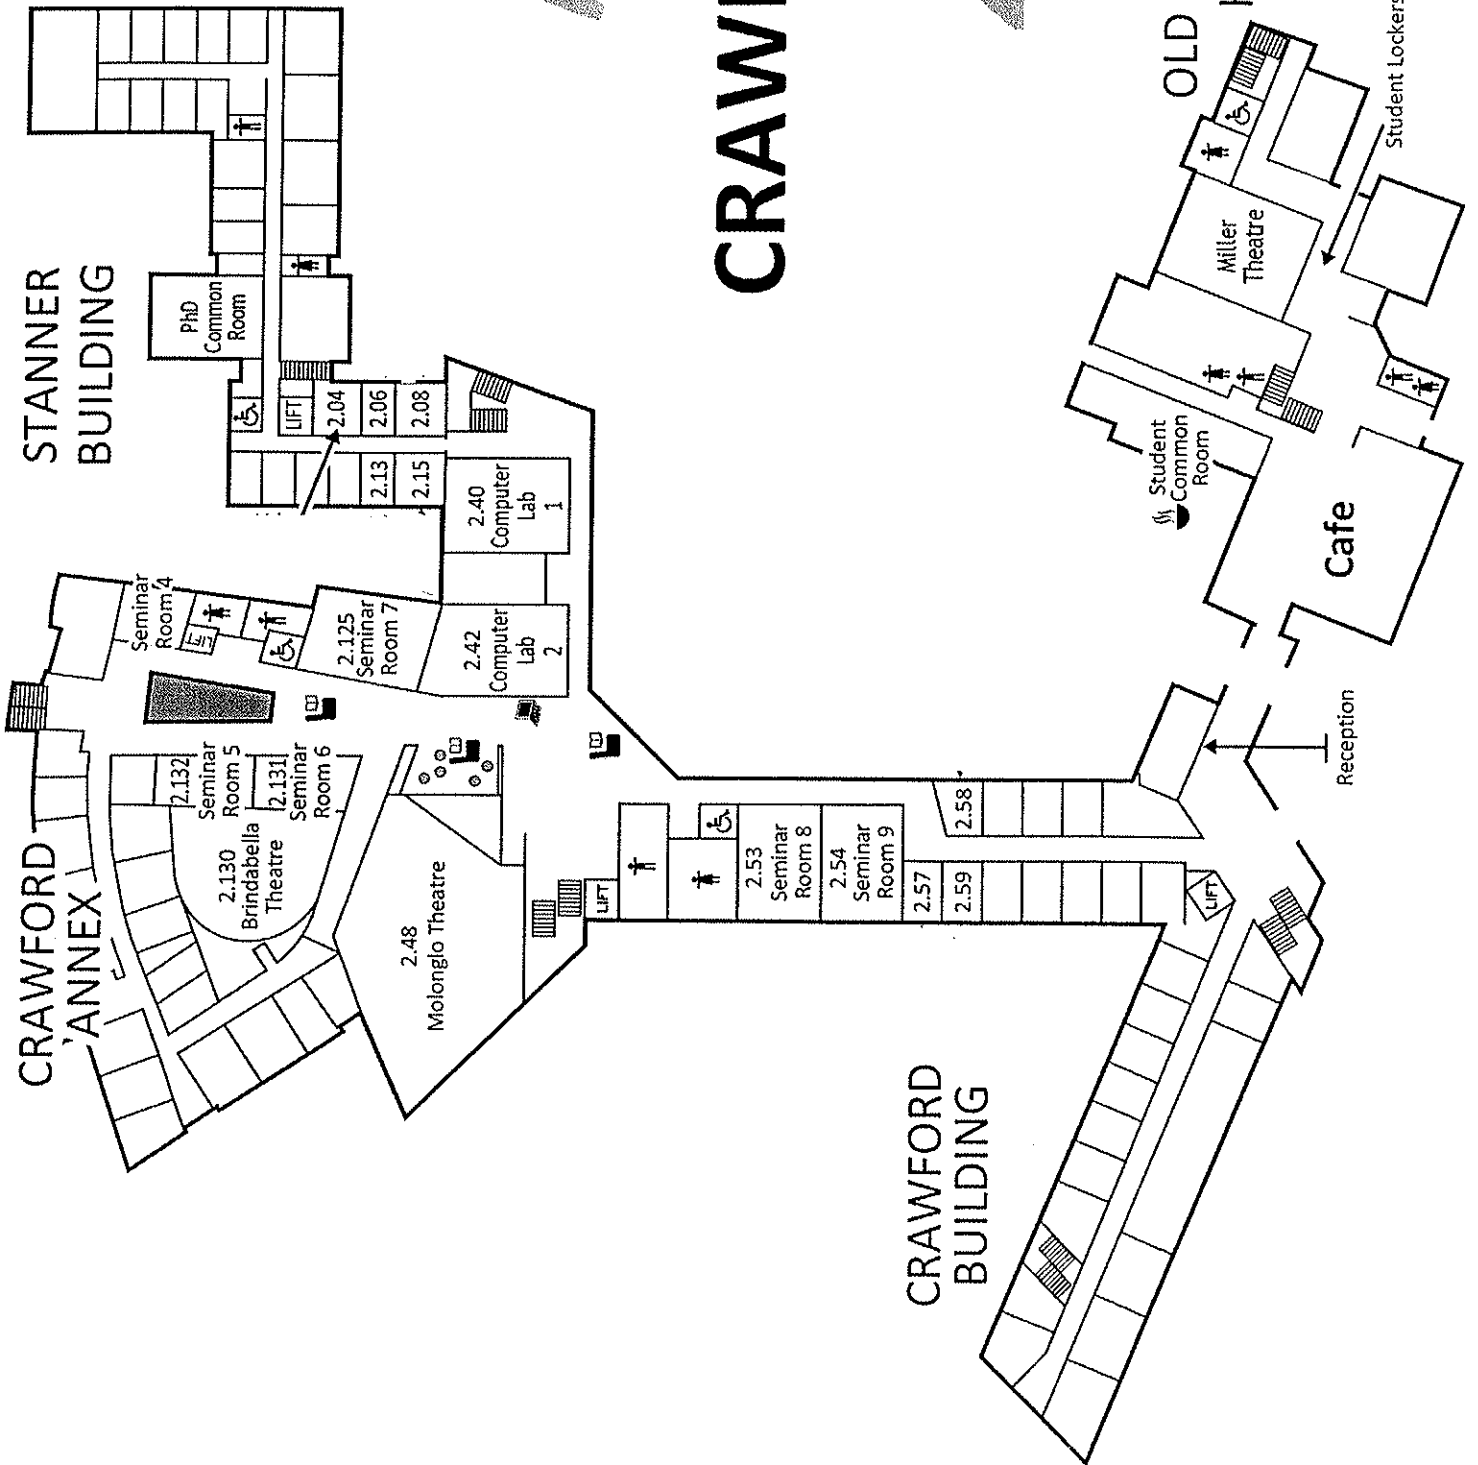 STANNER
BUILDING
PhD
Common
Room
LIFT
2.04
2.06
2.08
2.13
2.15
2.40
Computer
Lab
1
2.42
Computer
Lab
2
2.125
Seminar
Room 7
Seminar
Room 4
LIFT
CRAWFORD
ANNEX
2.132
Seminar
Room 5
2.131
Seminar
Room 6
2.130
Brindabella
Theatre
2.48
Molonglo Theatre
LIFT
2.53
Seminar
Room 8
2.54
Seminar
Room 9
2.57
2.59
2.58
LIFT
CRAWFORD
BUILDING
Reception
Cafe
Student
Common
Room
Miller
Theatre
Student Lockers
OLD